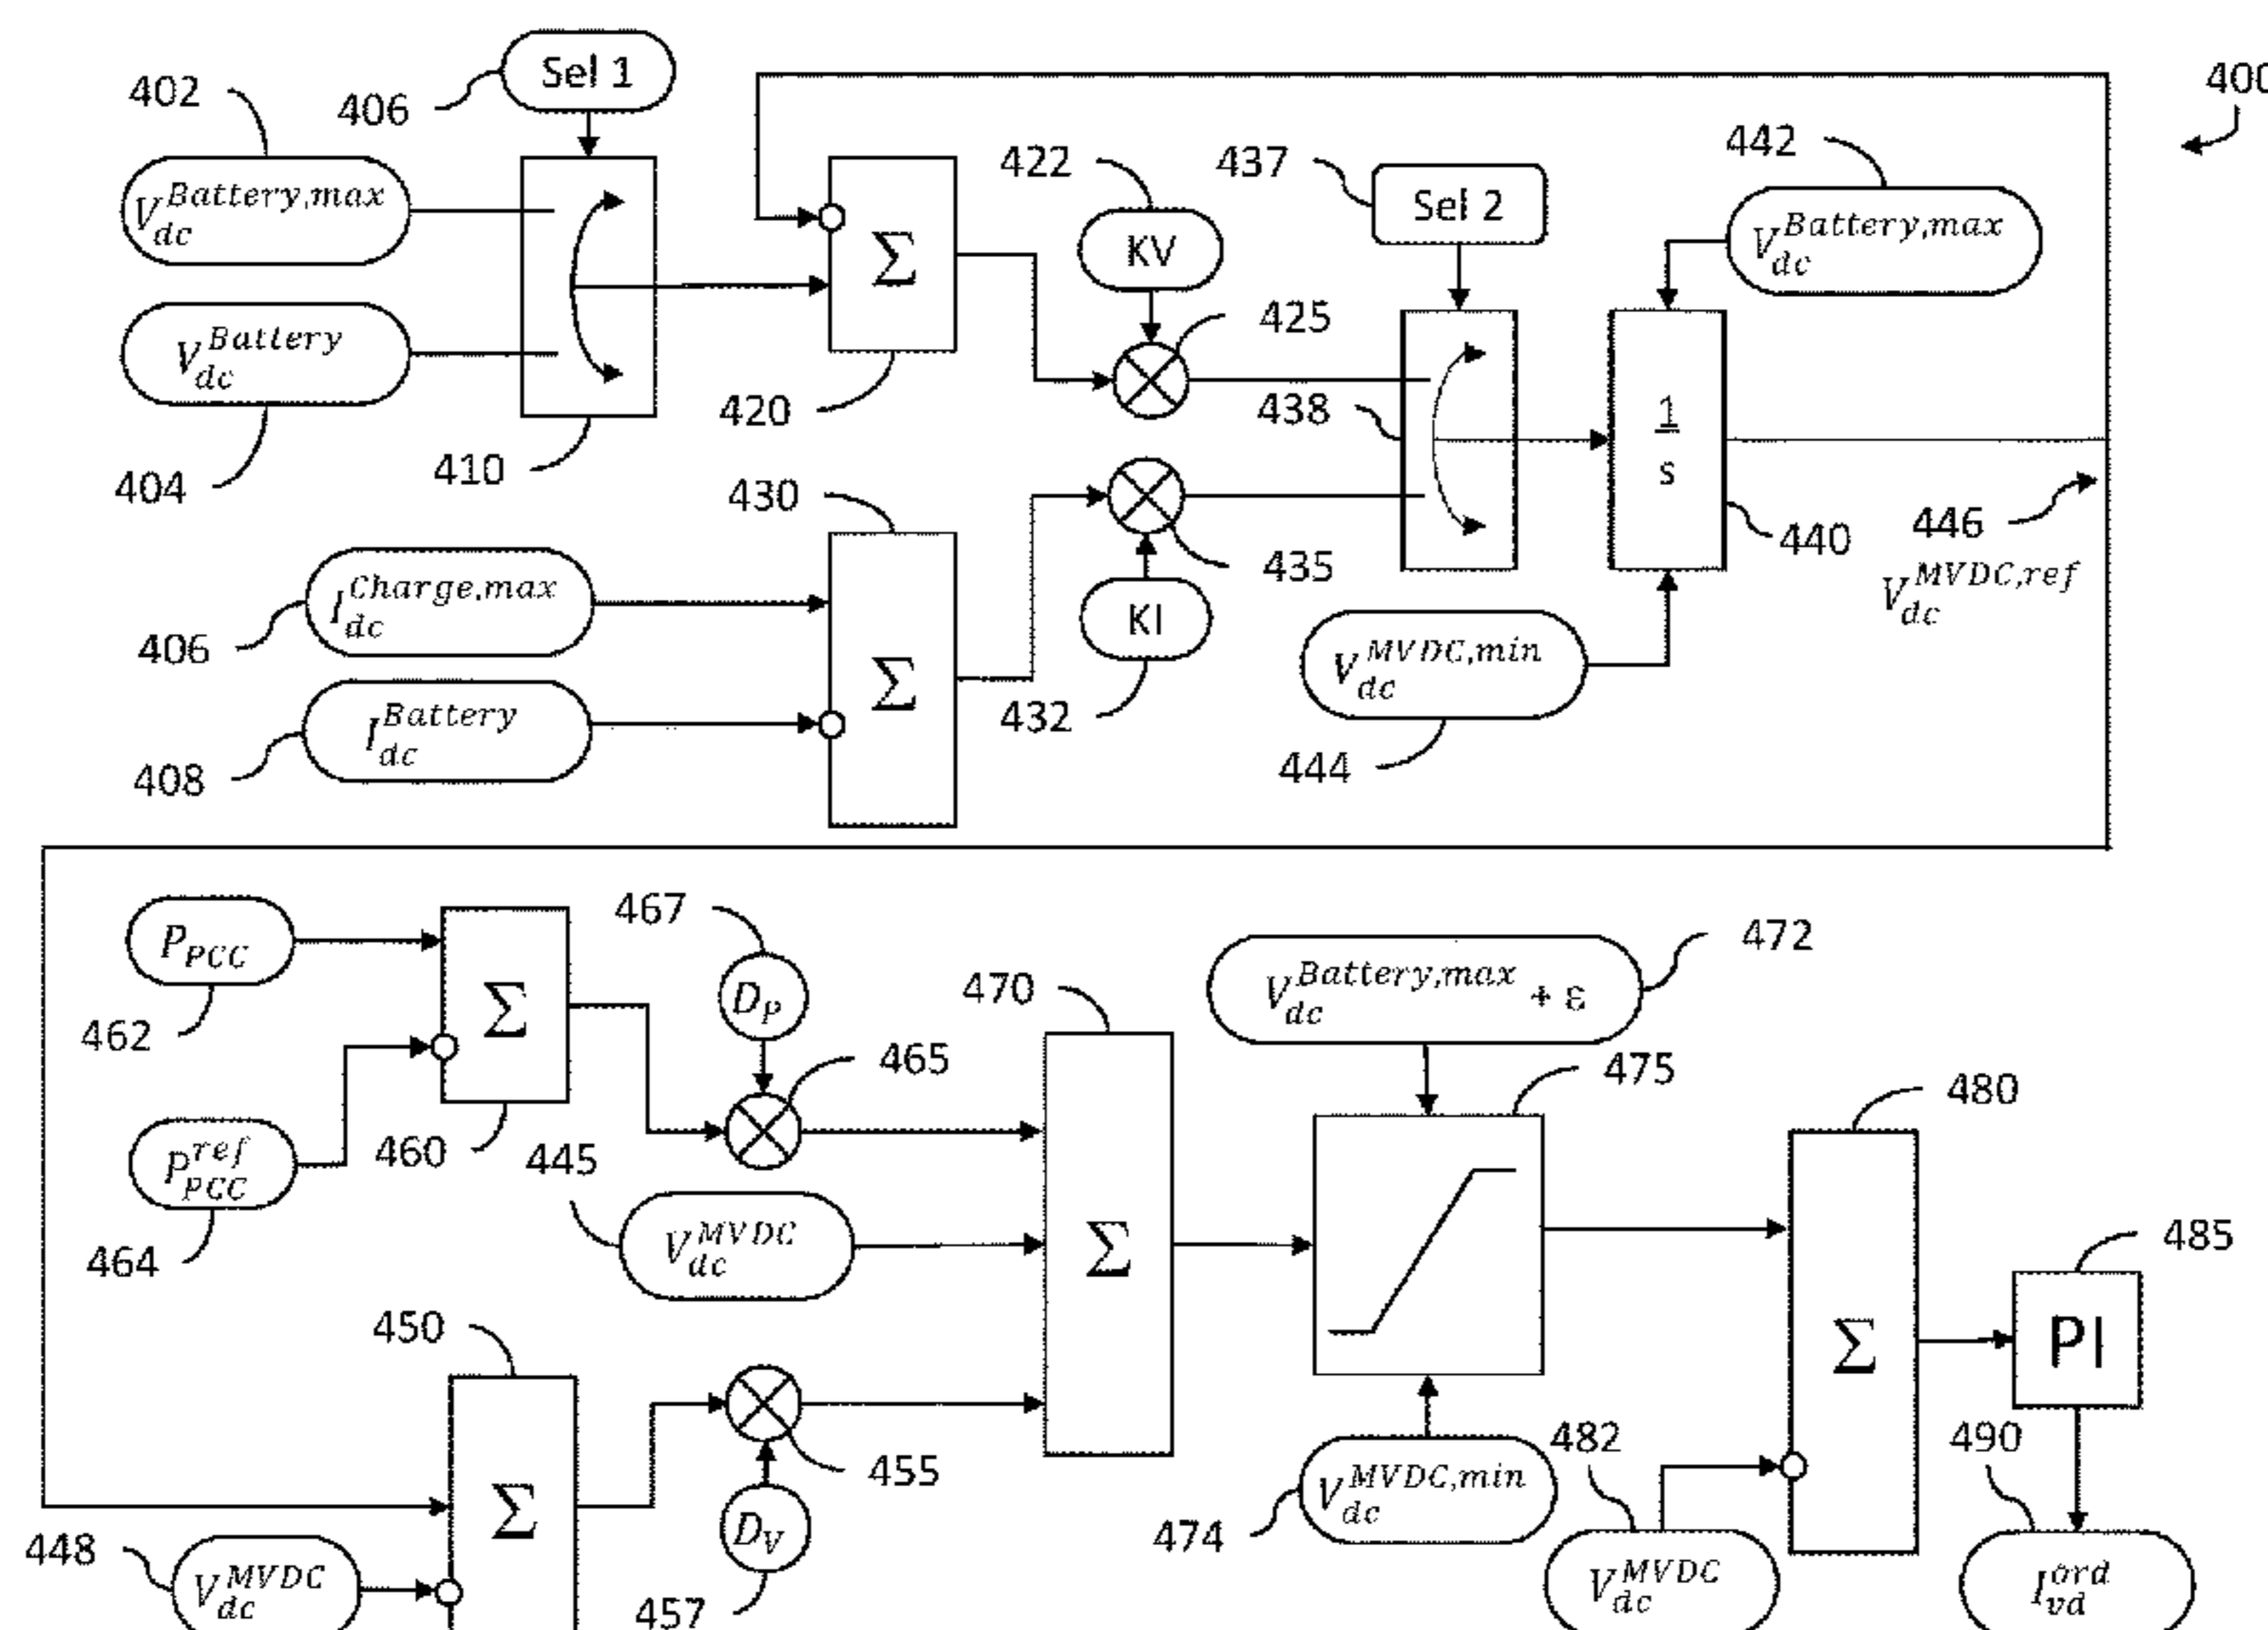 400
402
406
Sel 1
V_dc^Battery,max
V_dc^Battery
404
410
Σ
420
422
KV
425
437
Sel 2
438
442
V_dc^Battery,max
1
s
440
446
V_dc^MVDC,ref
430
435
I_dc^Charge,max
406
I_dc^Battery
408
Σ
KI
432
V_dc^MVDC,min
444
P_PCC
462
P_PCC^ref
464
Σ
460
467
D_P
465
445
V_dc^MVDC
470
Σ
V_dc^Battery,max + ε
472
475
480
Σ
485
PI
450
Σ
448
V_dc^MVDC
455
D_V
457
V_dc^MVDC,min
474
482
V_dc^MVDC
490
I_vd^ord